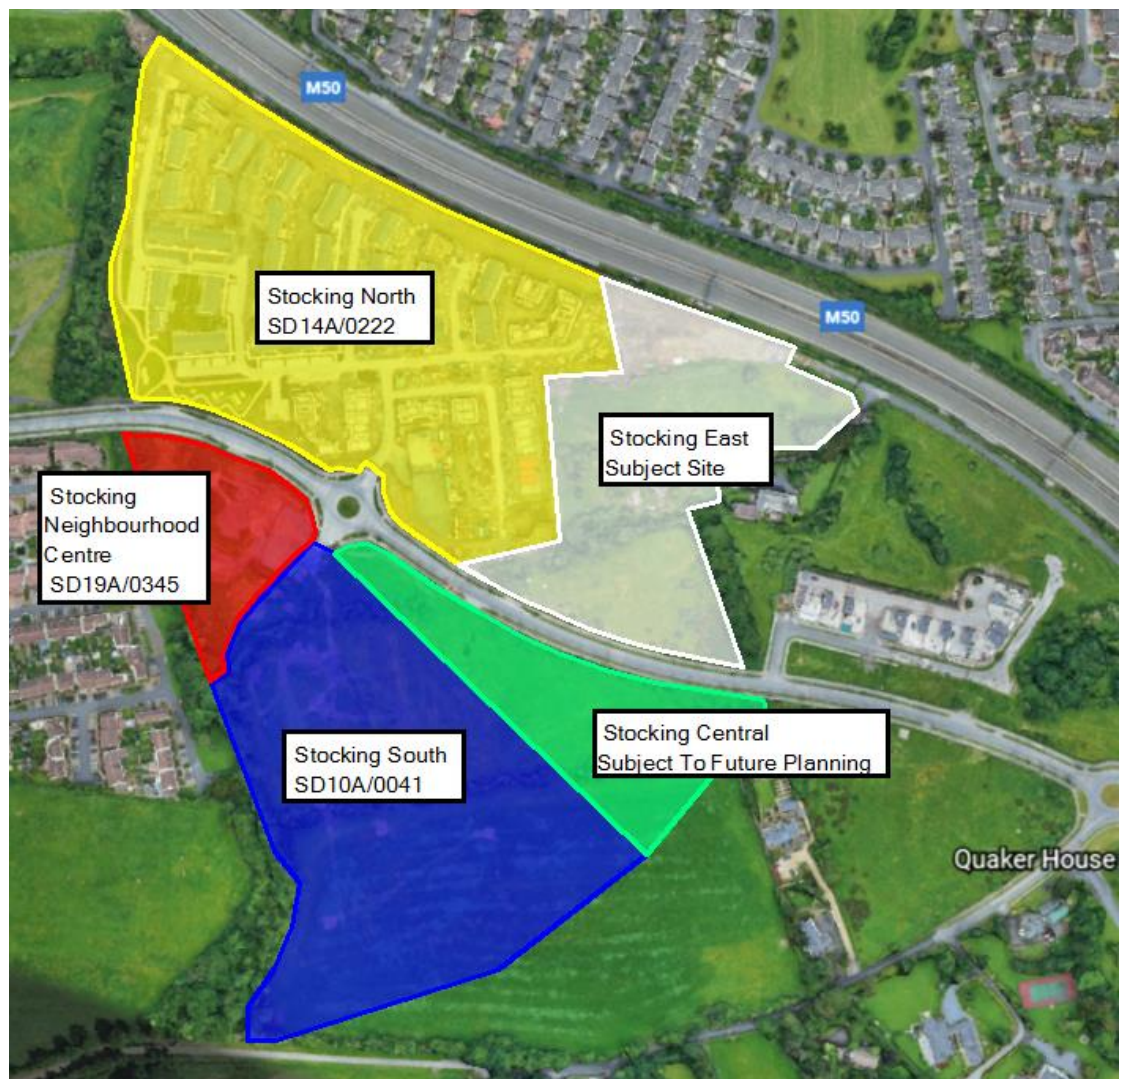 M50
Stocking North
SD14A/0222
M50
Stocking East
Subject Site
Stocking
Neighbourhood
Centre
SD19A/0345
Stocking Central
Subject To Future Planning
Stocking South
SD10A/0041
Quaker House